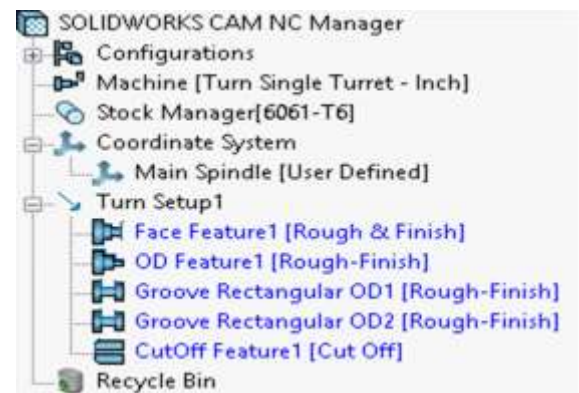 SOLIDWORKS CAM NC Manager
Configurations
Machine [Turn Single Turret - Inch]
Stock Manager[6061-T6]
Coordinate System
Main Spindle [User Defined]
Turn Setup1
Face Feature1 [Rough & Finish]
OD Feature1 [Rough-Finish]
Groove Rectangular OD1 [Rough-Finish]
Groove Rectangular OD2 [Rough-Finish]
CutOff Feature1 [Cut Off]
Recycle Bin